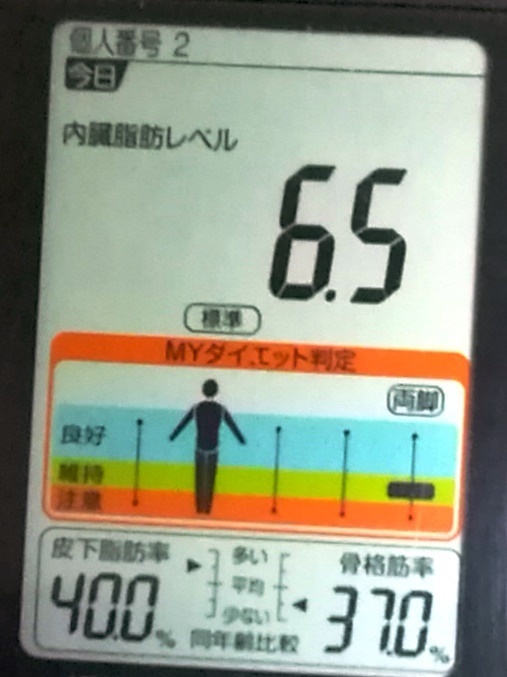 個人番号 2
今日
内臓脂肪レベル
6.5
標準
MYダイエット判定
両脚
良好
維持
注意
皮下脂肪率
40.0%
多い
平均
少ない
同年齢比較
骨格筋率
37.0%